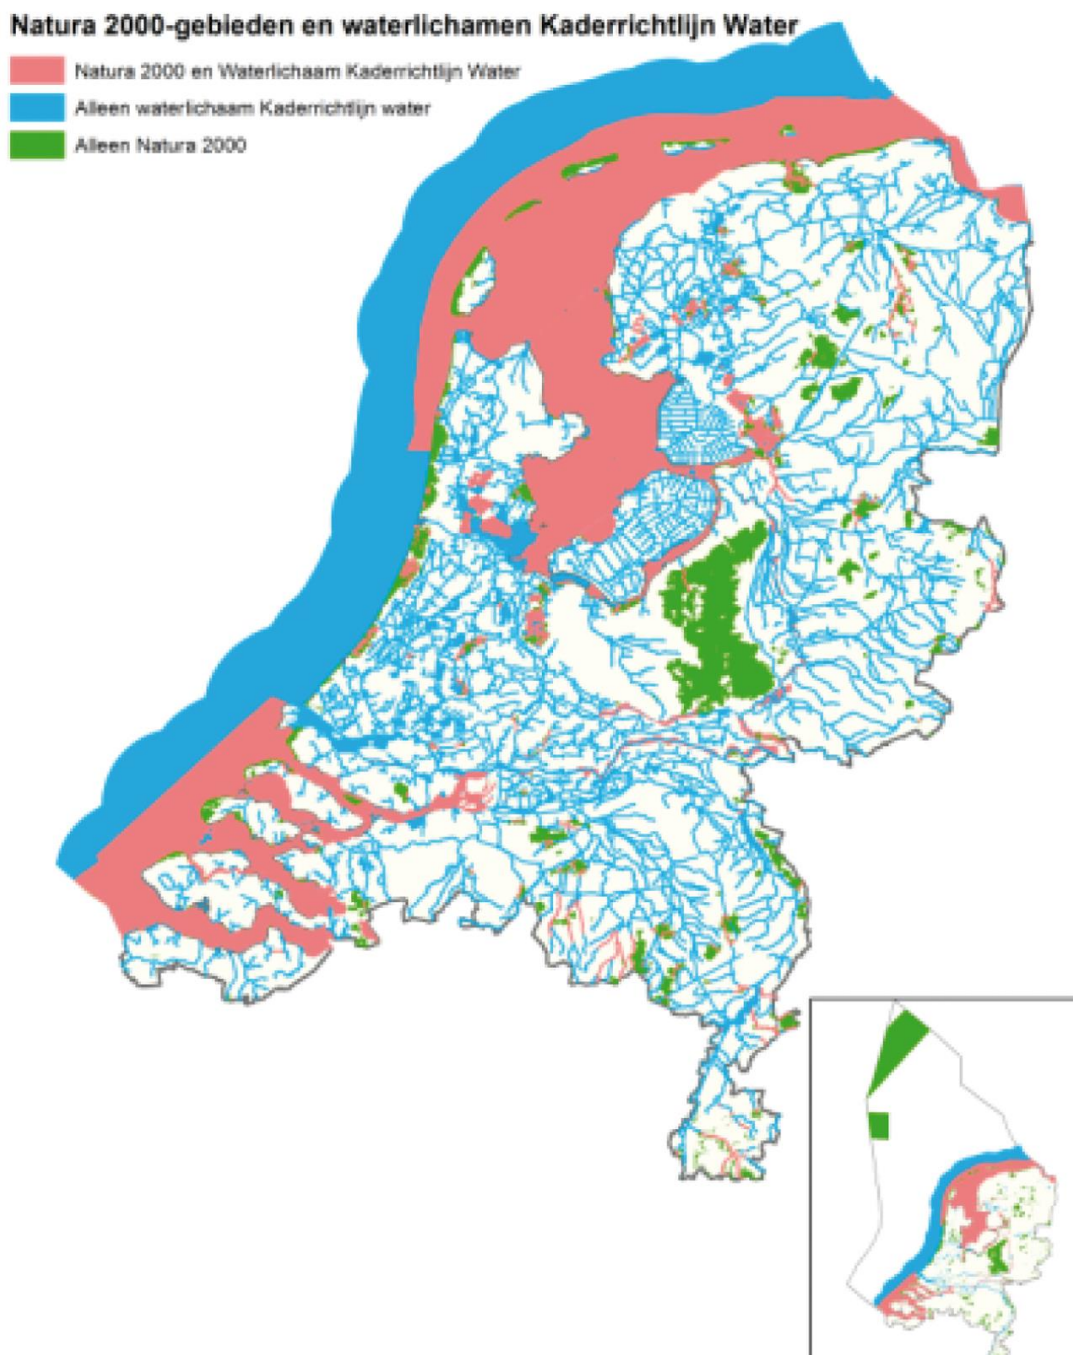 Natura 2000-gebieden en waterlichamen Kaderrichtlijn Water
Natura 2000 en Waterlichaam Kaderrichtlijn Water
Alleen waterlichaam Kaderrichtlijn water
Alleen Natura 2000